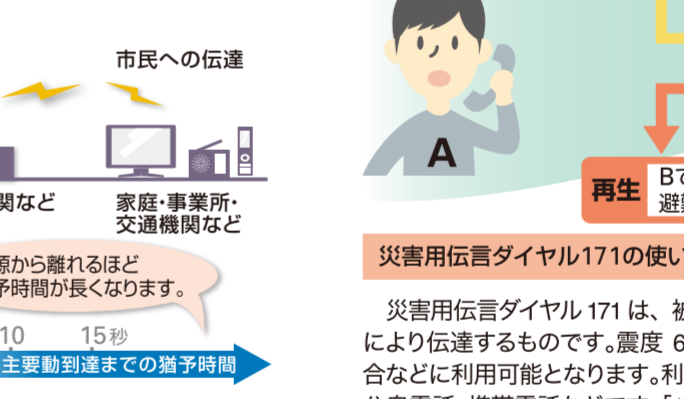 市民への伝達
関など
家庭・事業所・
交通機関など
源から離れるほど
予時間が長くなります。
10 15秒
主要動到達までの猶予時間
A
再生
Bで
避難
災害用伝言ダイヤル171の使い
災害用伝言ダイヤル 171 は、被
により伝達するものです。震度 6
合などに利用可能となります。利